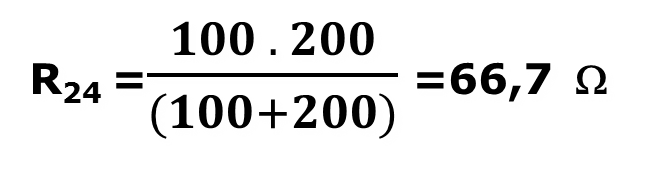 R₂₄ = 100 . 200 / (100+200) = 66,7 Ω